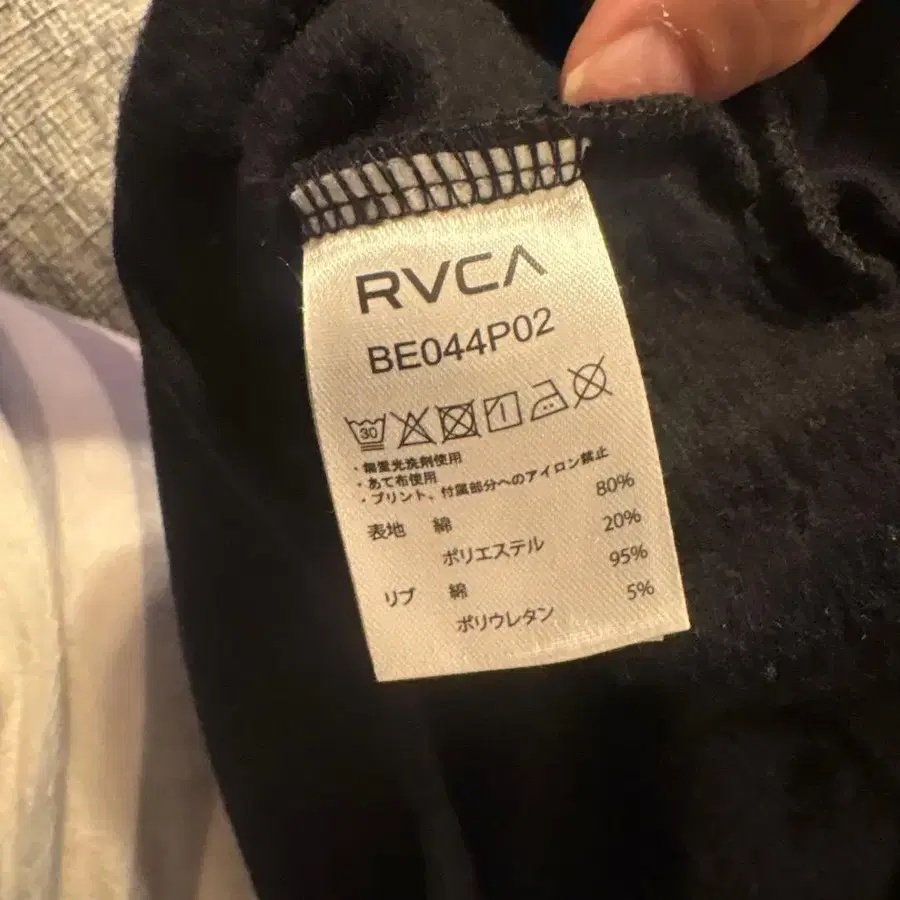 RVCA
BE044P02
30
・無蛍光洗剤使用
・あて布使用
・プリント、付属部分へのアイロン禁止
表地 綿 80%
ポリエステル 20%
リブ 綿 95%
ポリウレタン 5%